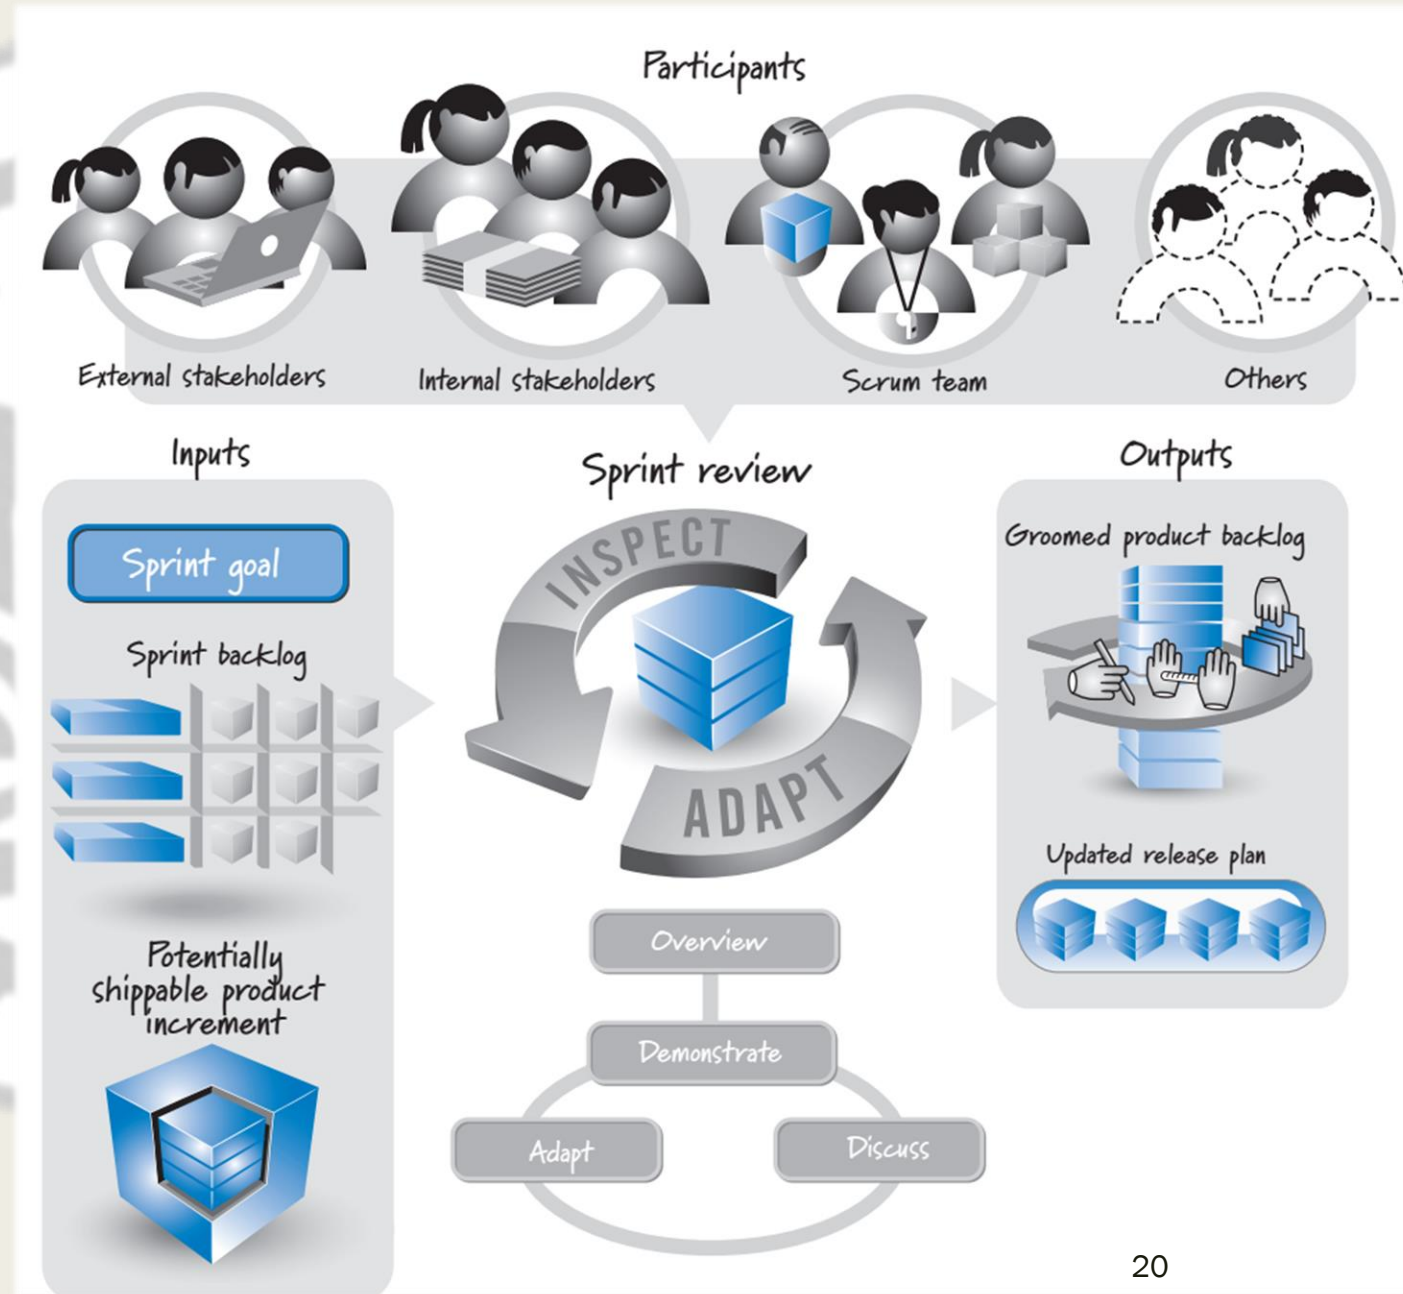 Participants
External stakeholders
Internal stakeholders
Scrum team
Others
Inputs
Sprint goal
Sprint backlog
Potentially
shippable product
increment
Sprint review
INSPECT
ADAPT
Overview
Demonstrate
Adapt
Discuss
Outputs
Groomed product backlog
Updated release plan
20